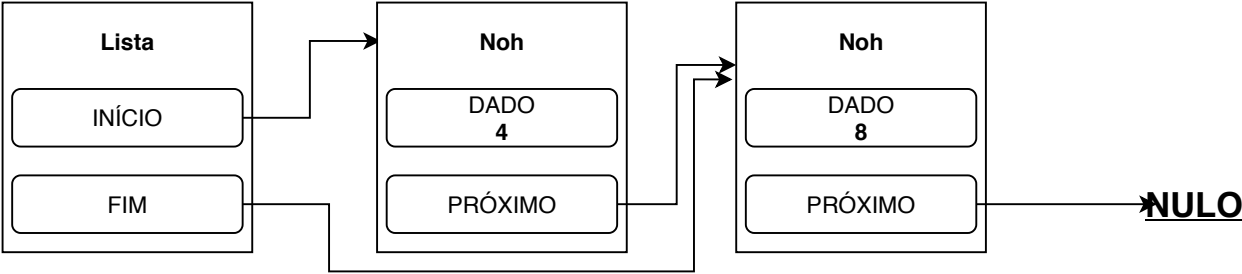 Lista
INÍCIO
FIM
Noh
DADO
4
PRÓXIMO
Noh
DADO
8
PRÓXIMO
NULO